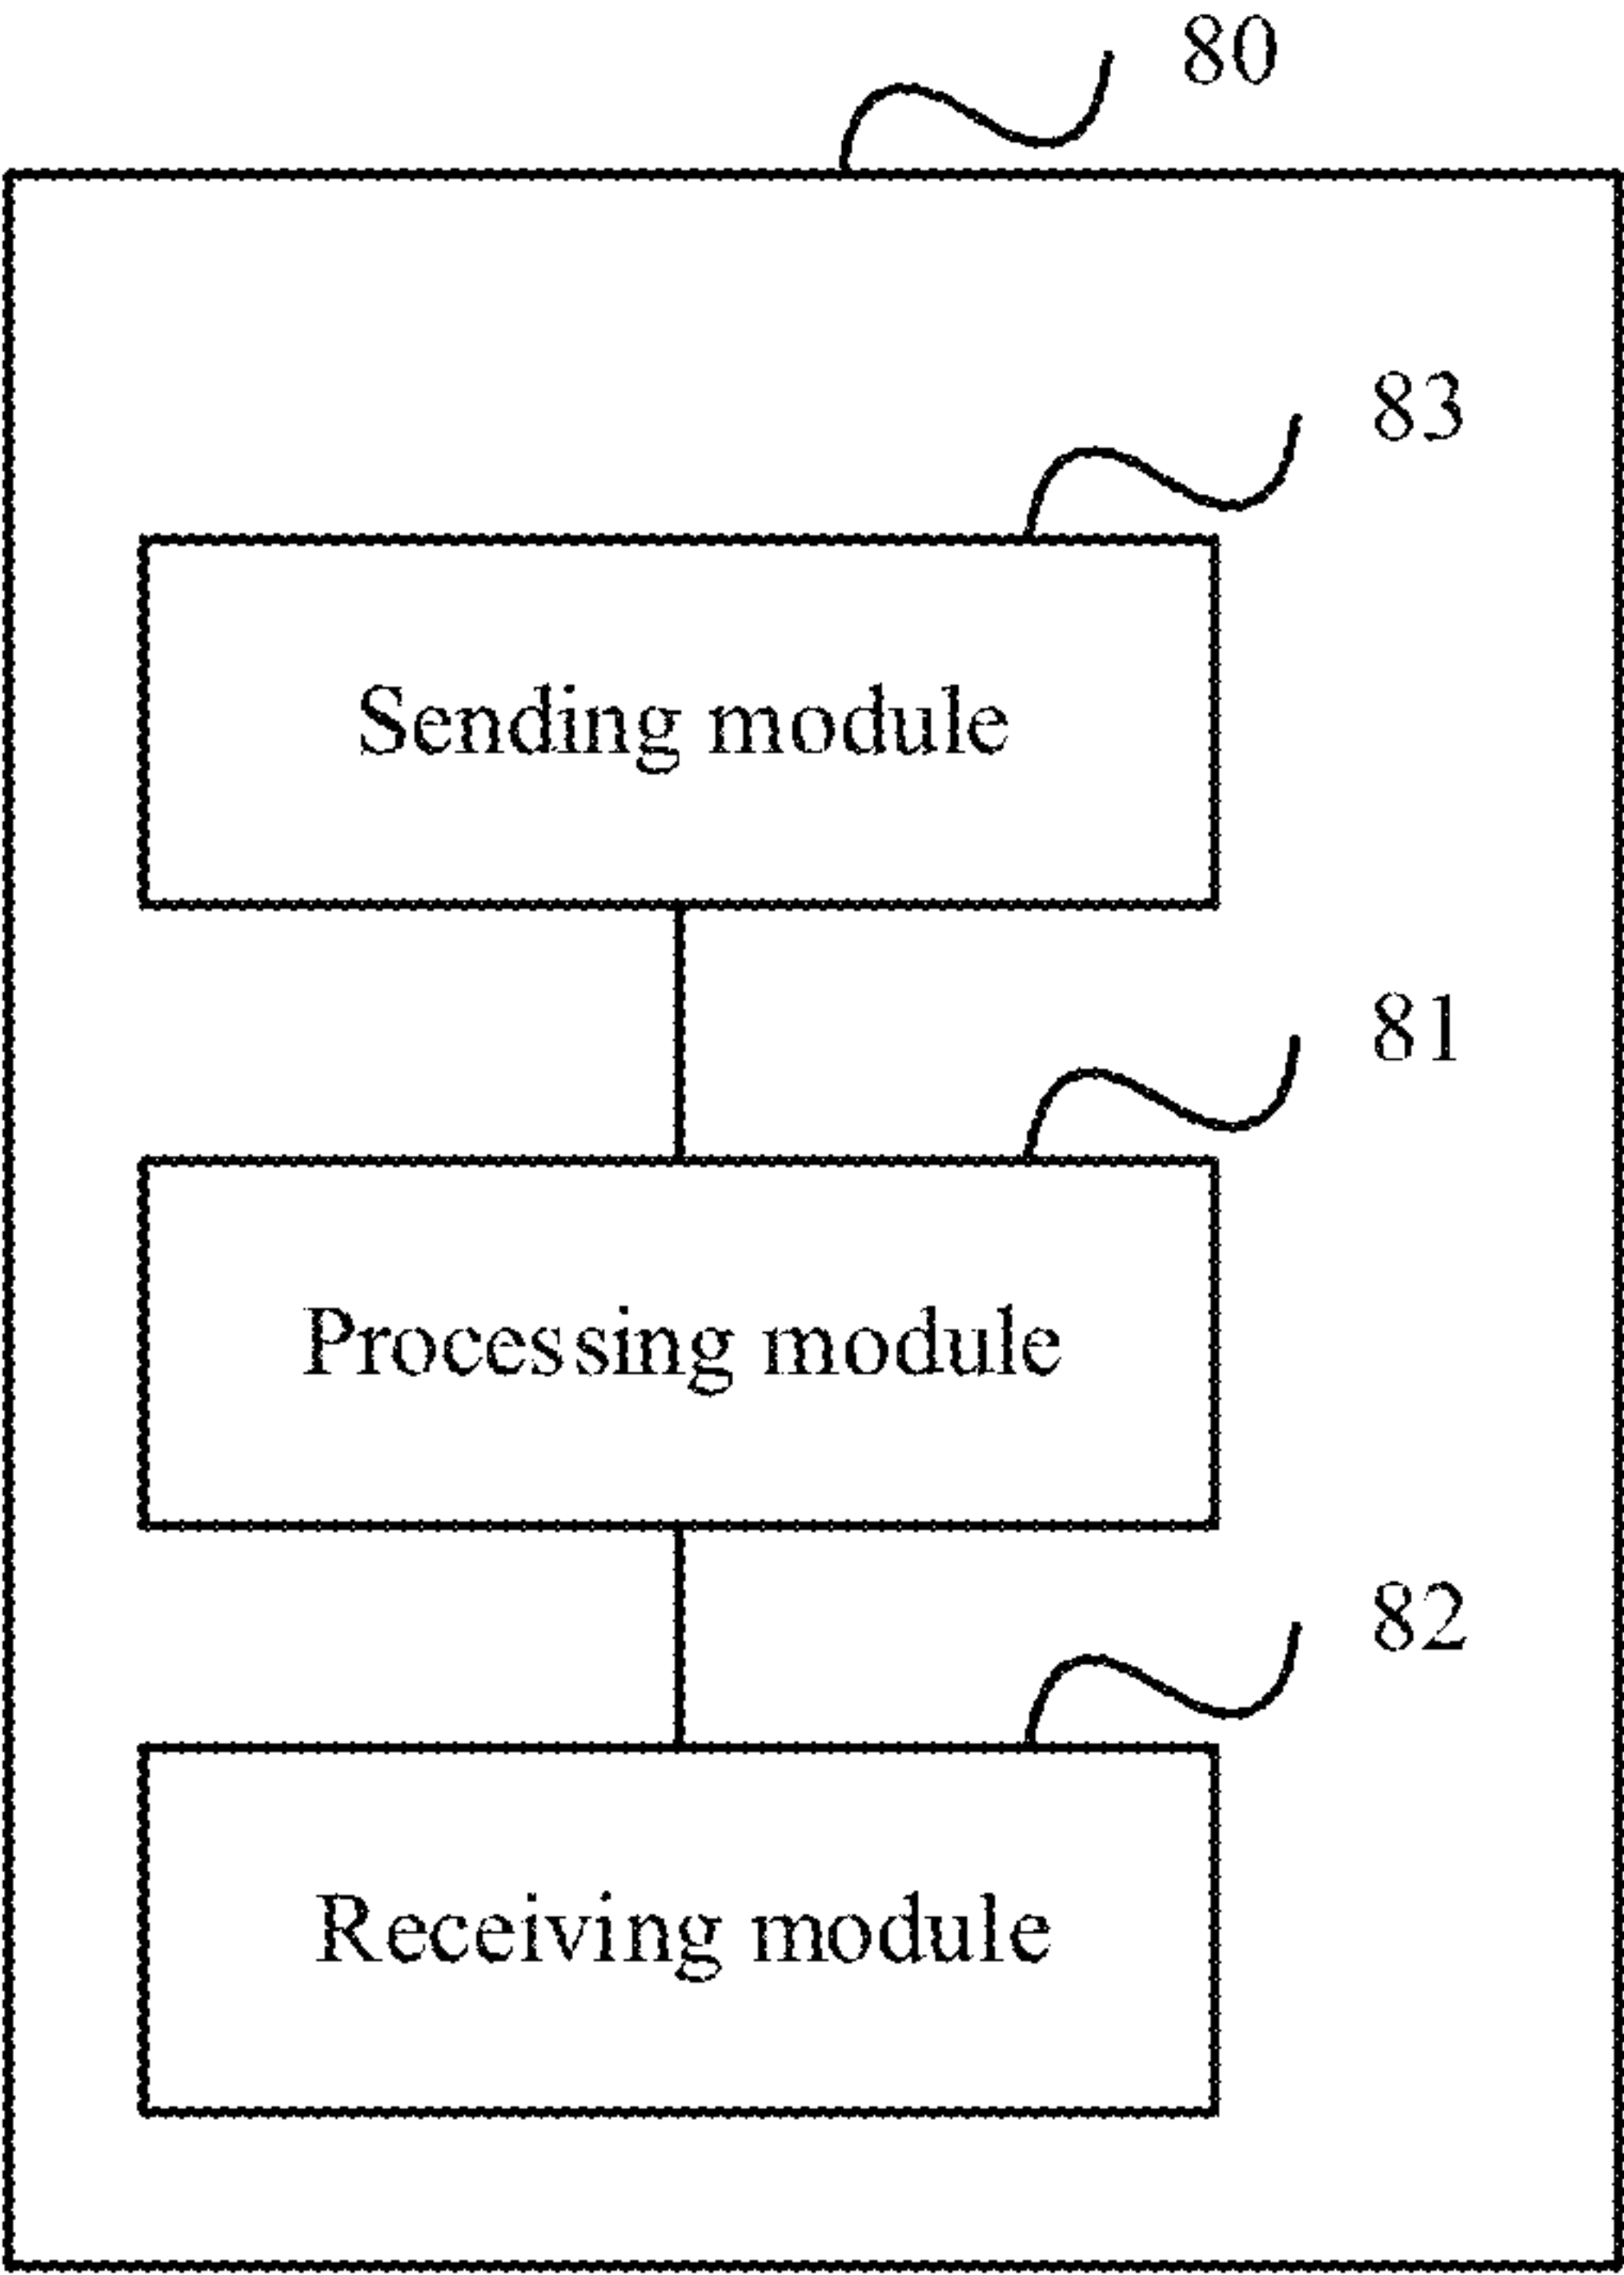 80
83
Sending module
81
Processing module
82
Receiving module